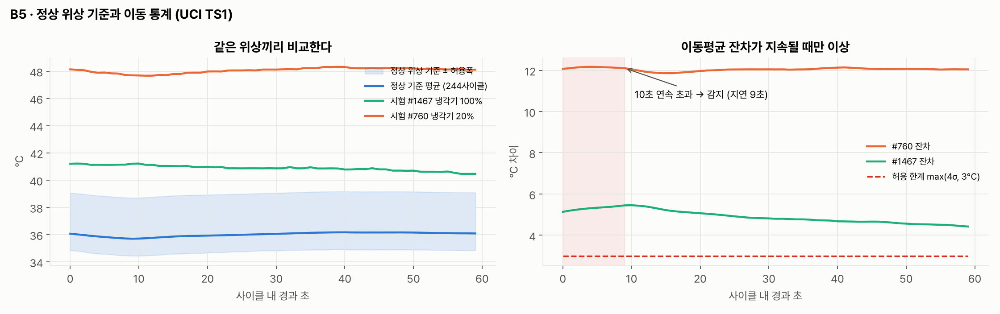 B5 · 정상 위상 기준과 이동 통계 (UCI TS1)
같은 위상끼리 비교한다
°C
48
46
44
42
40
38
36
34
0 10 20 30 40 50 60
사이클 내 경과 초
정상 위상 기준 ± 허용폭
정상 기준 평균 (244사이클)
시험 #1467 냉각기 100%
시험 #760 냉각기 20%
이동평균 잔차가 지속될 때만 이상
°C 차이
12
10
8
6
4
0 10 20 30 40 50 60
사이클 내 경과 초
10초 연속 초과 → 감지 (지연 9초)
#760 잔차
#1467 잔차
허용 한계 max(4σ, 3°C)